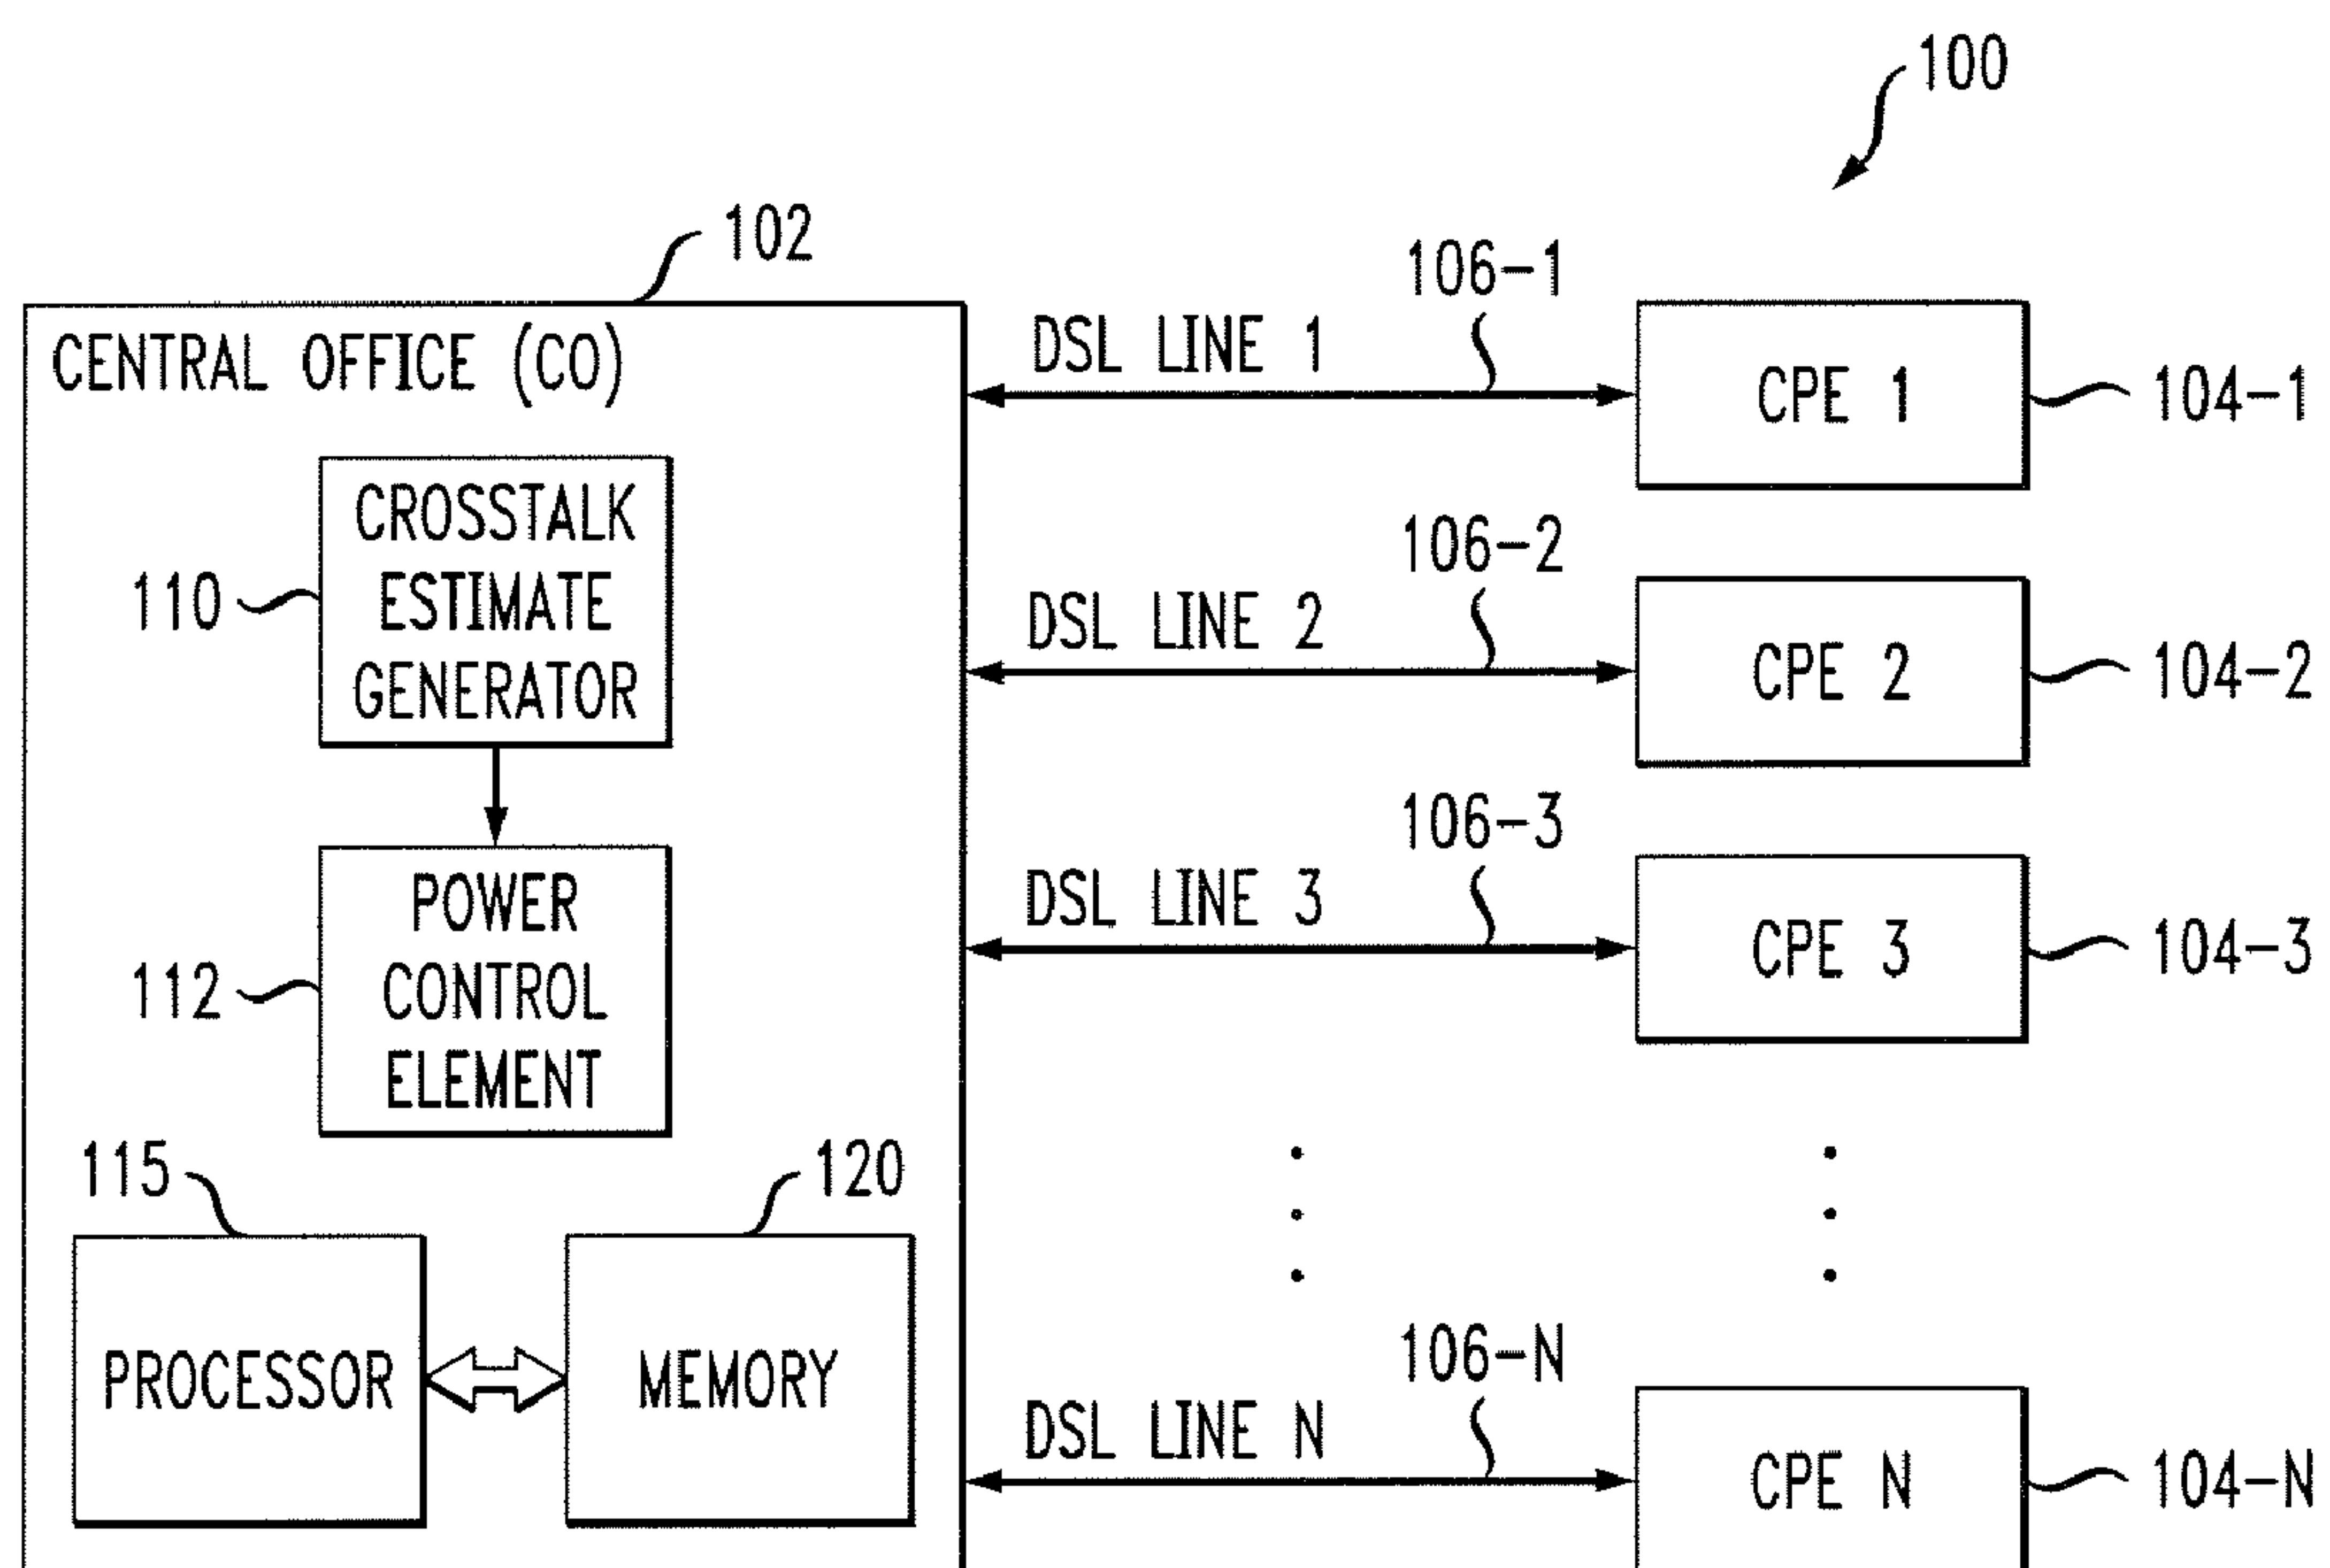 100
102
CENTRAL OFFICE (CO)
CROSSTALK
ESTIMATE
GENERATOR
110
POWER
CONTROL
ELEMENT
112
115
120
PROCESSOR
MEMORY
DSL LINE 1
106-1
CPE 1
104-1
DSL LINE 2
106-2
CPE 2
104-2
DSL LINE 3
106-3
CPE 3
104-3
DSL LINE N
106-N
CPE N
104-N